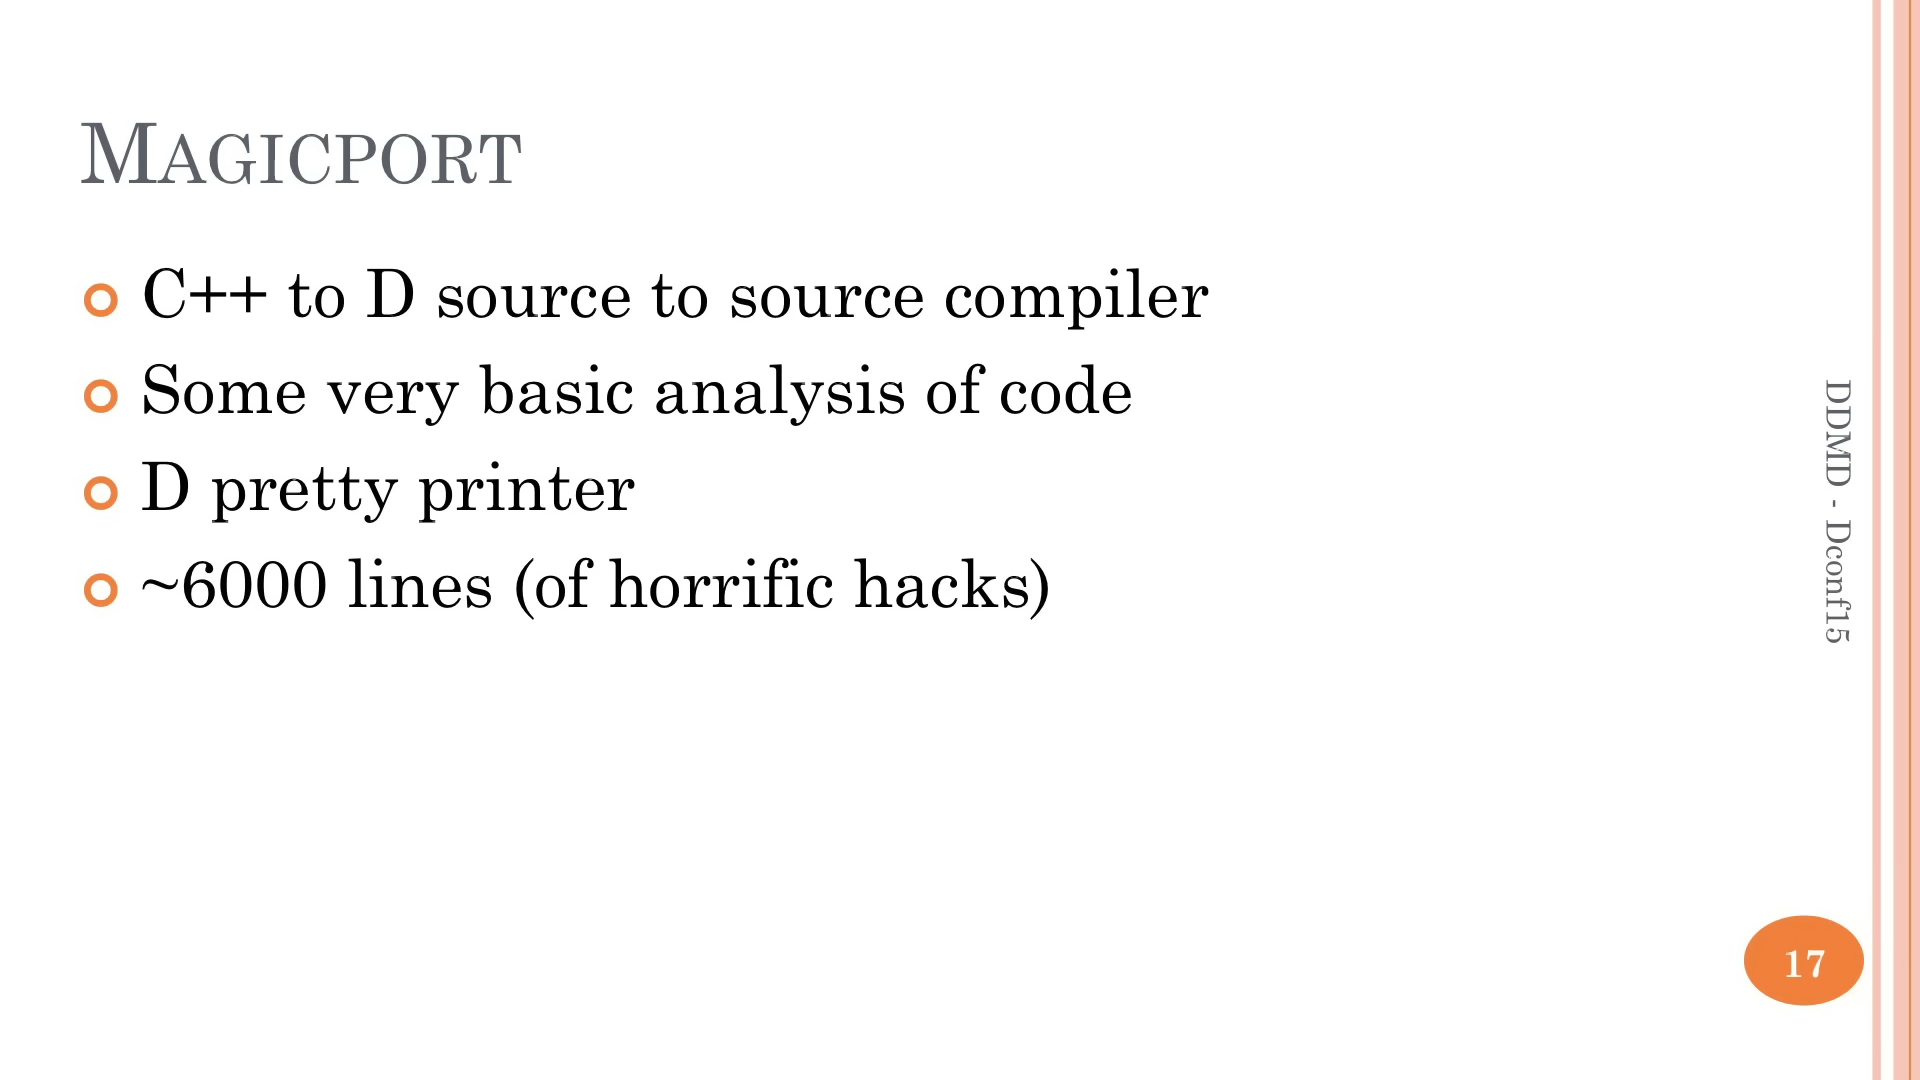 MAGICPORT
C++ to D source to source compiler
Some very basic analysis of code
D pretty printer
~6000 lines (of horrific hacks)
DDMD - Dconf15
17